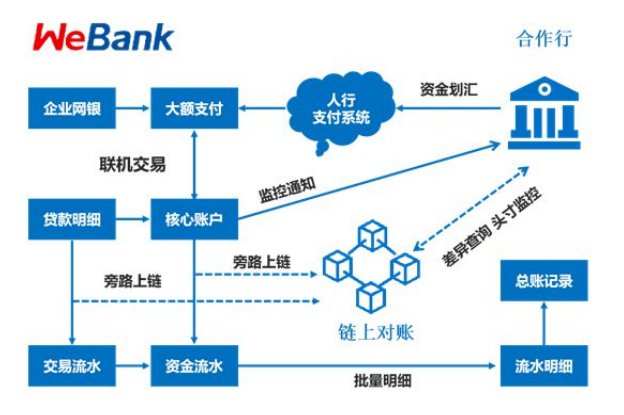 WeBank
合作行
企业网银
大额支付
人行
支付系统
资金划汇
联机交易
监控通知
贷款明细
核心账户
差异查询 头寸监控
旁路上链
旁路上链
总账记录
链上对账
交易流水
资金流水
批量明细
流水明细